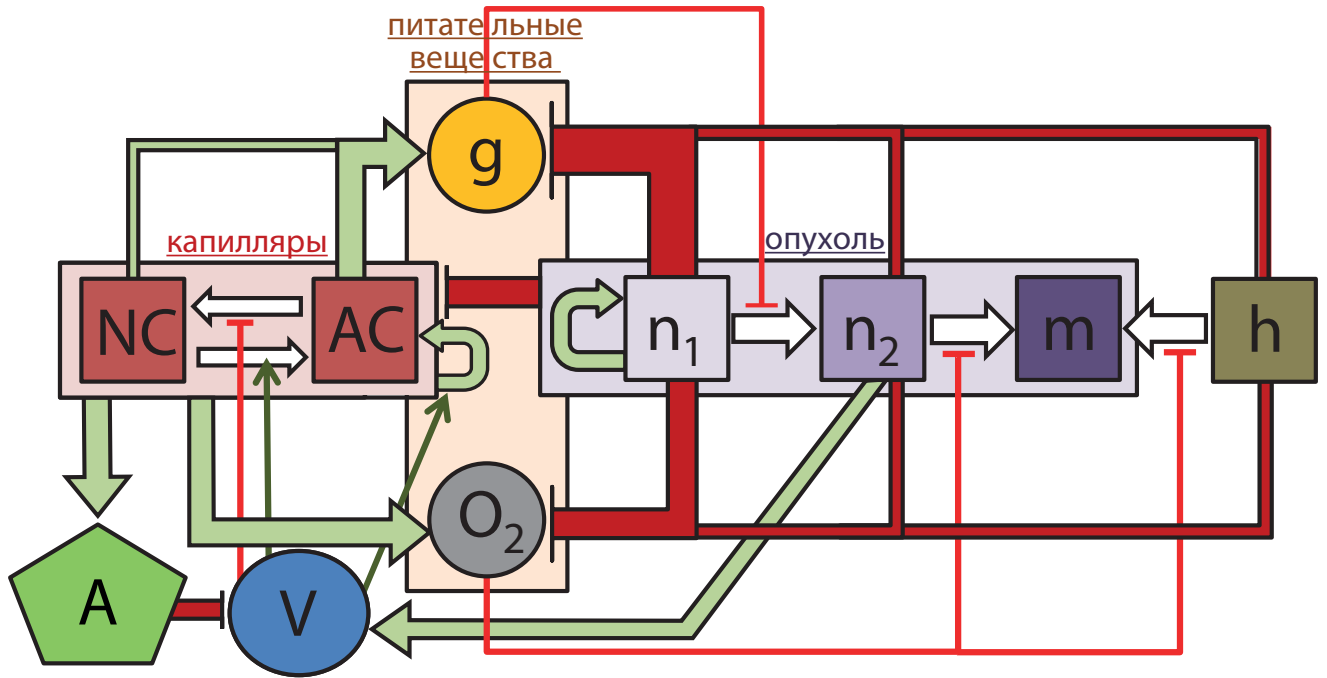 питательные
вещества
g
капилляры
опухоль
NC
AC
n₁
n₂
m
h
O₂
A
V